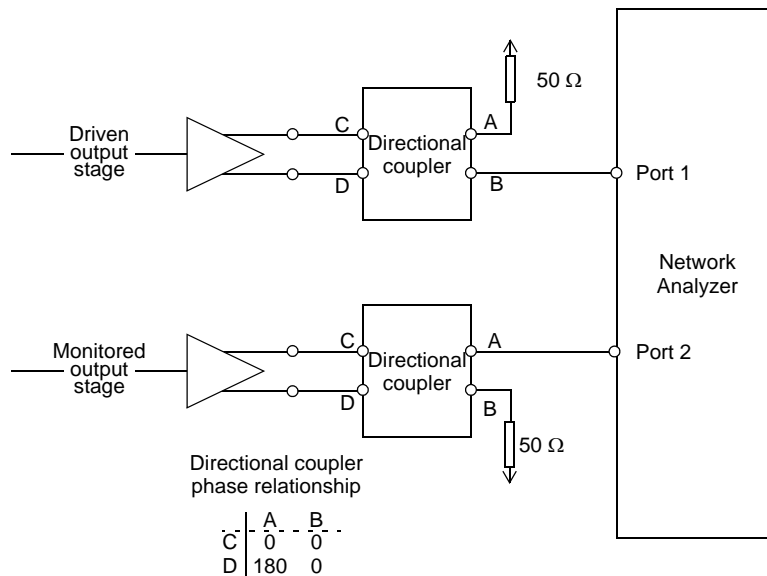 50 Ω
Driven
output
stage
C
D
Directional
coupler
A
B
Port 1
Network
Analyzer
Monitored
output
stage
C
D
Directional
coupler
A
B
Port 2
50 Ω
Directional coupler
phase relationship
A B
C 0 0
D 180 0